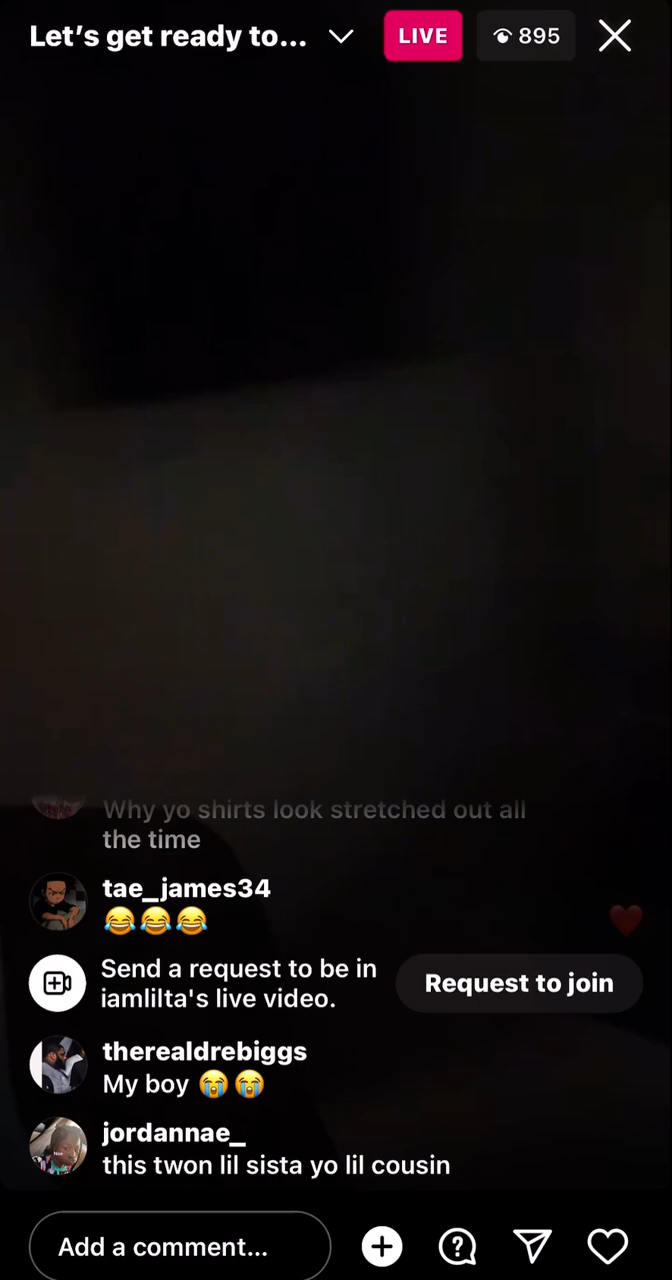 Let’s get ready to...
LIVE
895
Why yo shirts look stretched out all
the time
tae_james34
😂😂😂
Send a request to be in
iamlilta's live video.
Request to join
therealdrebiggs
My boy 😭😭
jordannae_
this twon lil sista yo lil cousin
Add a comment...